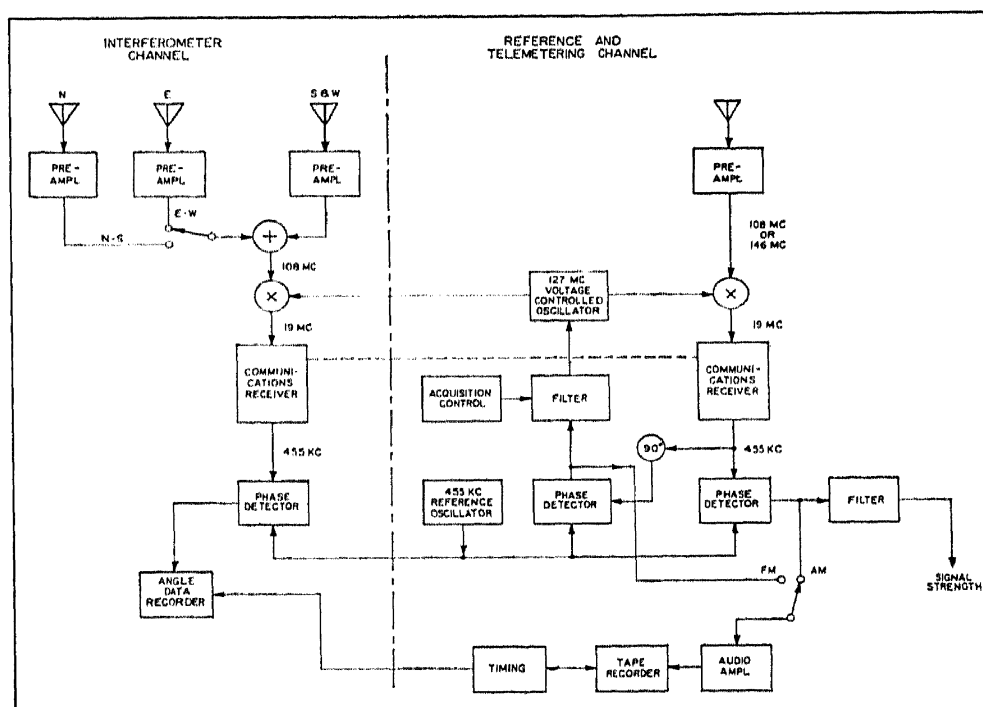 INTERFEROMETER
CHANNEL
REFERENCE AND
TELEMETERING CHANNEL
N
E
S & W
PRE-
AMPL
PRE-
AMPL
PRE-
AMPL
PRE-
AMPL
E-W
N-S
108 MC
108 MC
OR
146 MC
127 MC
VOLTAGE
CONTROLLED
OSCILLATOR
19 MC
19 MC
COMMUNI-
CATIONS
RECEIVER
ACQUISITION
CONTROL
FILTER
COMMUNI-
CATIONS
RECEIVER
455 KC
90°
455 KC
PHASE
DETECTOR
455 KC
REFERENCE
OSCILLATOR
PHASE
DETECTOR
PHASE
DETECTOR
FILTER
ANGLE
DATA
RECORDER
FM
AM
SIGNAL
STRENGTH
TIMING
TAPE
RECORDER
AUDIO
AMPL